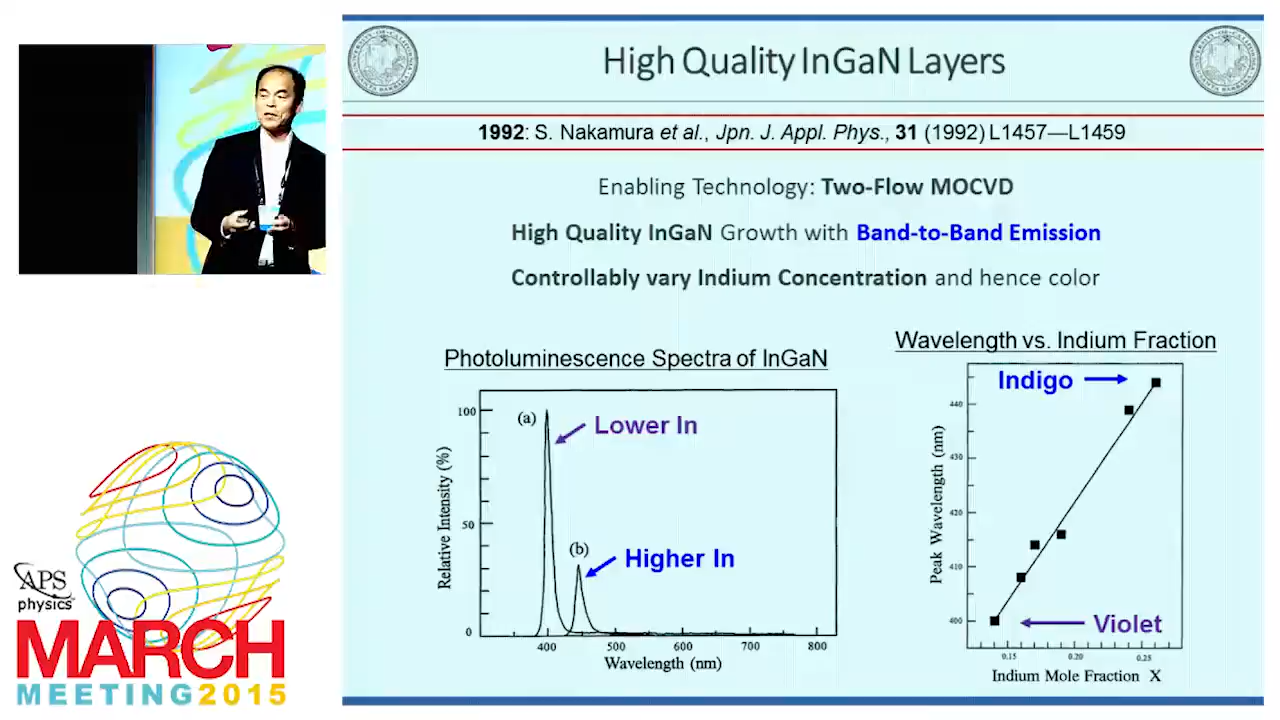 High Quality InGaN Layers
1992: S. Nakamura et al., Jpn. J. Appl. Phys., 31 (1992) L1457—L1459
Enabling Technology: Two-Flow MOCVD
High Quality InGaN Growth with Band-to-Band Emission
Controllably vary Indium Concentration and hence color
Photoluminescence Spectra of InGaN
Relative Intensity (%)
100
50
0
(a)
Lower In
(b)
Higher In
400
500
600
700
800
Wavelength (nm)
Wavelength vs. Indium Fraction
Peak Wavelength (nm)
440
430
420
410
400
Indigo
Violet
0.15
0.20
0.25
Indium Mole Fraction X
APS
physics™
MARCH
MEETING2015